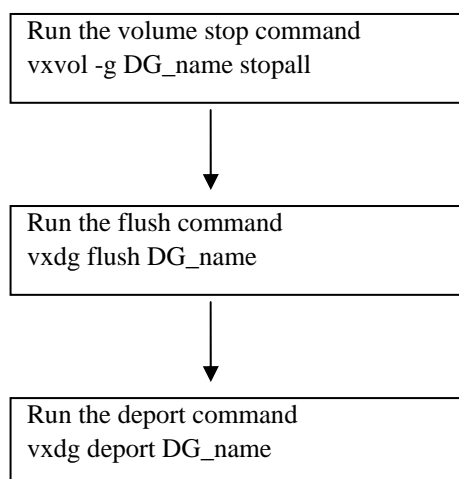 Run the volume stop command
vxvol -g DG_name stopall
Run the flush command
vxdg flush DG_name
Run the deport command
vxdg deport DG_name